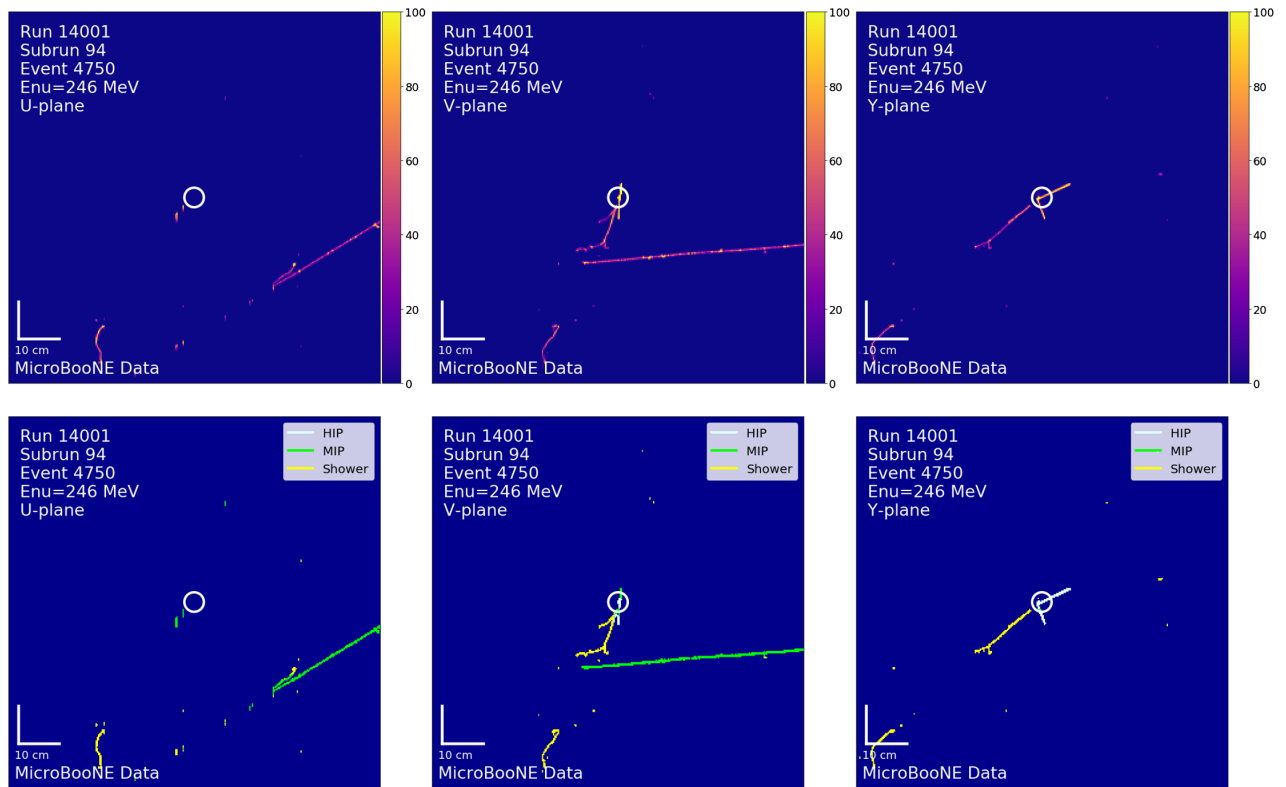 Run 14001
Subrun 94
Event 4750
Enu=246 MeV
U-plane
10 cm
MicroBooNE Data
100
80
60
40
20
0
Run 14001
Subrun 94
Event 4750
Enu=246 MeV
V-plane
10 cm
MicroBooNE Data
100
80
60
40
20
0
Run 14001
Subrun 94
Event 4750
Enu=246 MeV
Y-plane
10 cm
MicroBooNE Data
100
80
60
40
20
0
Run 14001
Subrun 94
Event 4750
Enu=246 MeV
U-plane
HIP
MIP
Shower
10 cm
MicroBooNE Data
Run 14001
Subrun 94
Event 4750
Enu=246 MeV
V-plane
HIP
MIP
Shower
10 cm
MicroBooNE Data
Run 14001
Subrun 94
Event 4750
Enu=246 MeV
Y-plane
HIP
MIP
Shower
10 cm
MicroBooNE Data